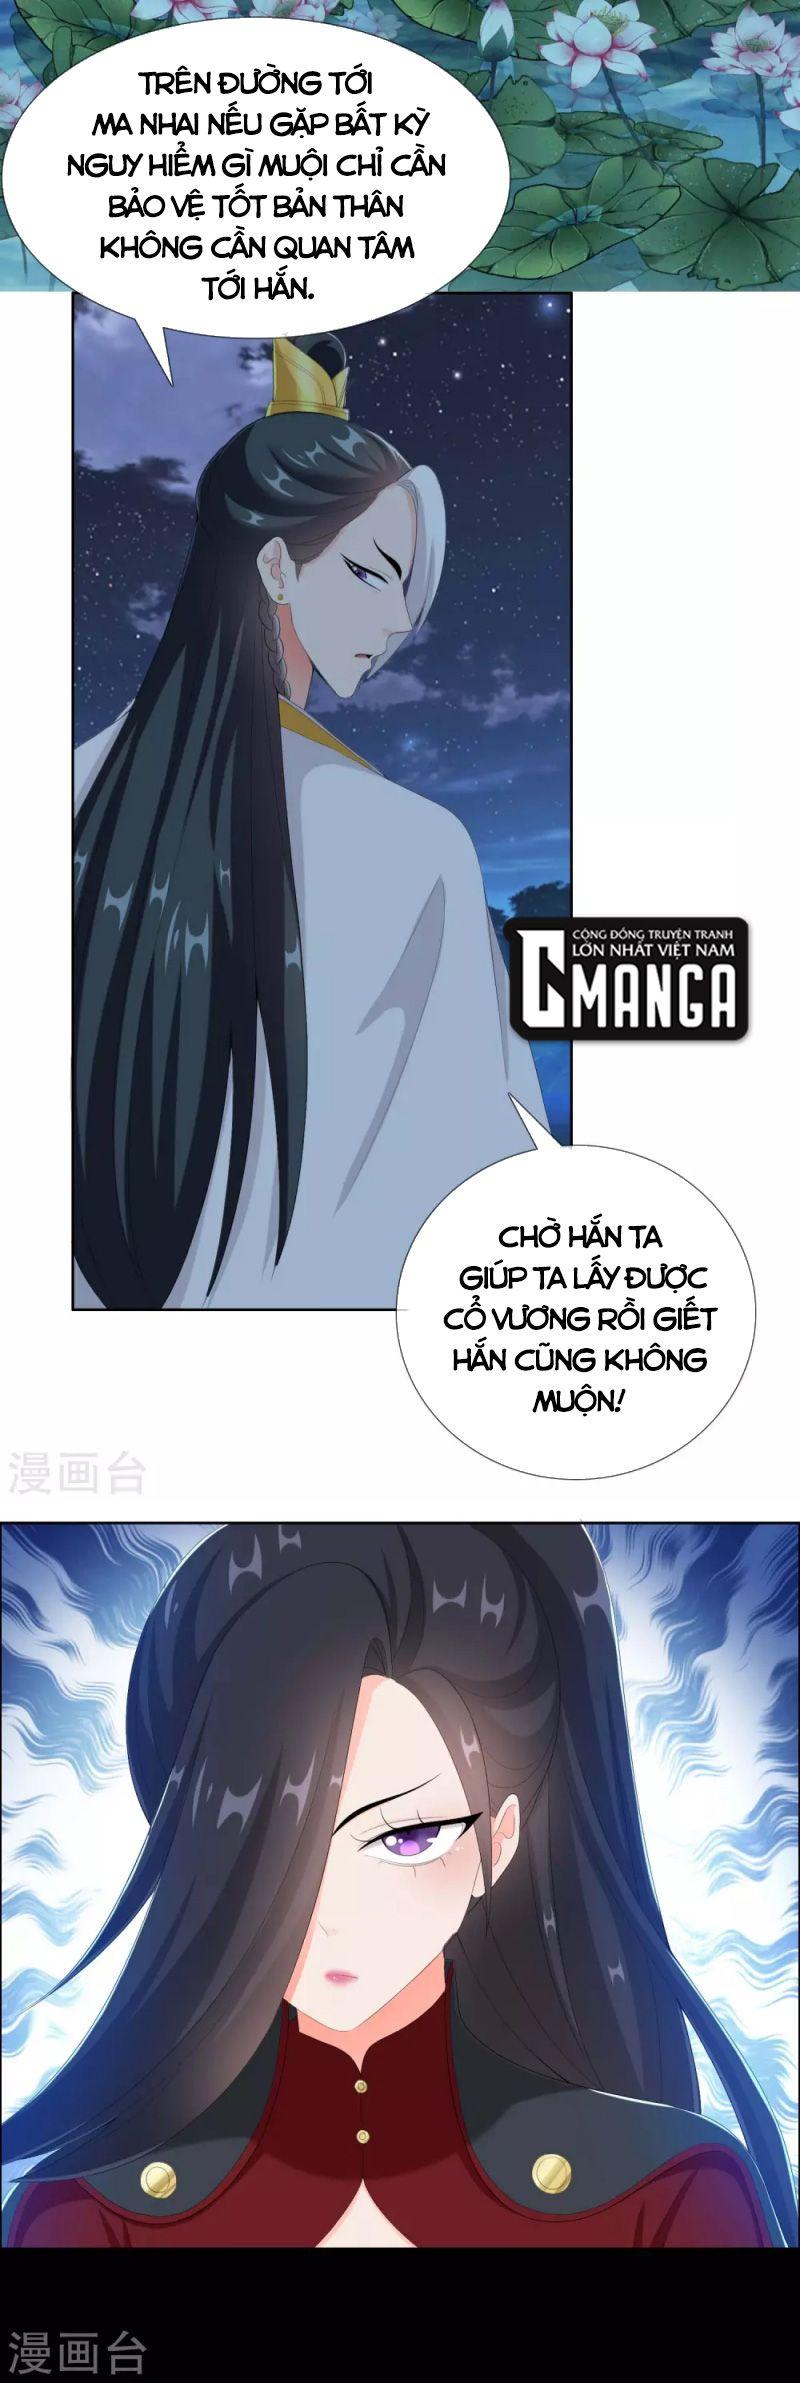 TRÊN ĐƯỜNG TỚI
MA NHAI NẾU GẶP BẤT KỲ
NGUY HIỂM GÌ MUỘI CHỈ CẦN
BẢO VỆ TỐT BẢN THÂN
KHÔNG CẦN QUAN TÂM
TỚI HẮN.
CỘNG ĐỒNG TRUYỆN TRANH
LỚN NHẤT VIỆT NAM
CMANGA
CHỜ HẮN TA
GIÚP TA LẤY ĐƯỢC
CỔ VƯƠNG RỒI GIẾT
HẮN CŨNG KHÔNG
MUỘN!
漫画台
漫画台